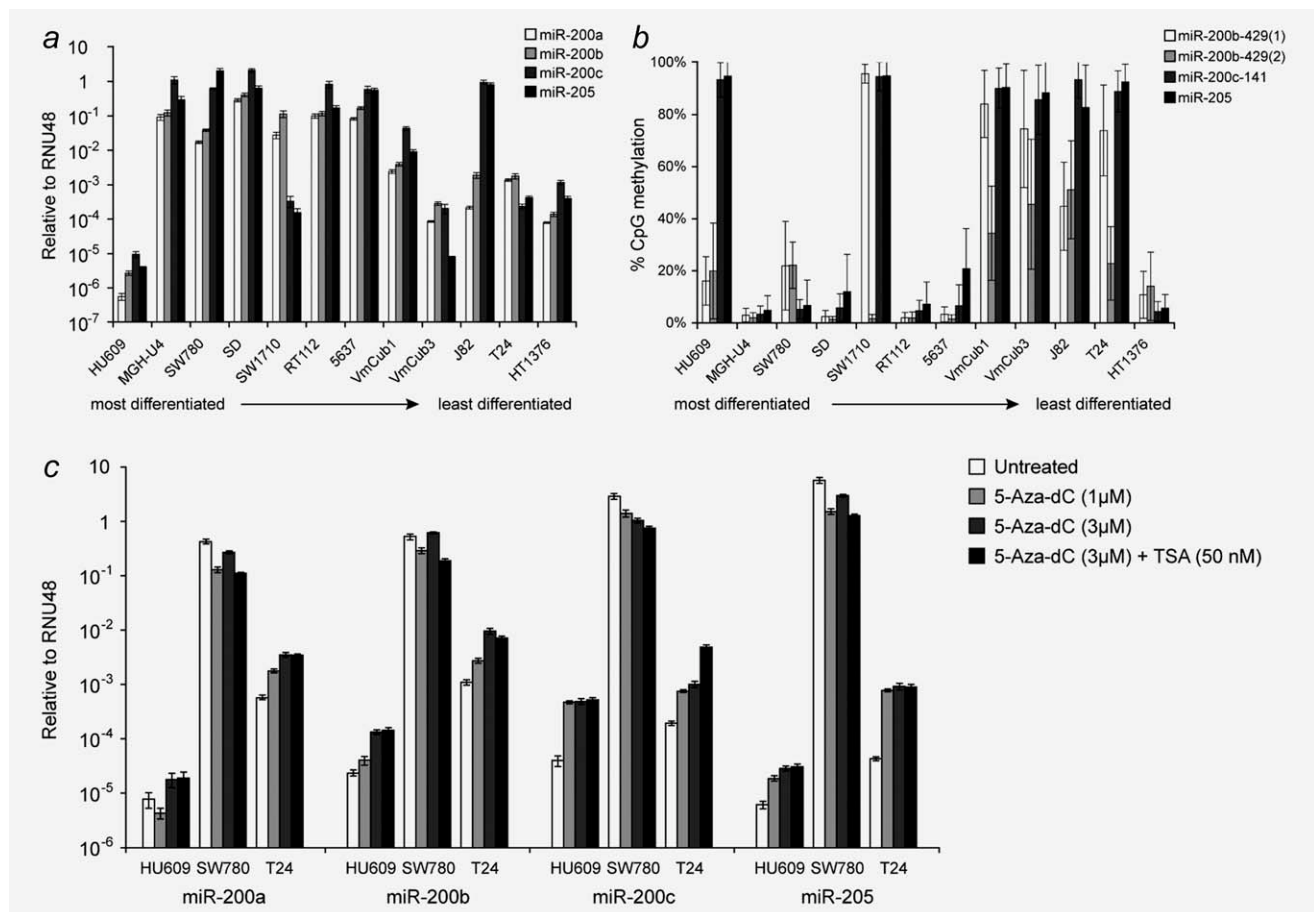 a
miR-200a
miR-200b
miR-200c
miR-205
Relative to RNU48
10
1
10-1
10-2
10-3
10-4
10-5
10-6
10-7
HU609
MGH-U4
SW780
SD
SW1710
RT112
5637
VmCub1
VmCub3
J82
T24
HT1376
most differentiated
least differentiated
b
miR-200b-429(1)
miR-200b-429(2)
miR-200c-141
miR-205
% CpG methylation
100%
80%
60%
40%
20%
0%
HU609
MGH-U4
SW780
SD
SW1710
RT112
5637
VmCub1
VmCub3
J82
T24
HT1376
most differentiated
least differentiated
c
Untreated
5-Aza-dC (1µM)
5-Aza-dC (3µM)
5-Aza-dC (3µM) + TSA (50 nM)
Relative to RNU48
10
1
10-1
10-2
10-3
10-4
10-5
10-6
HU609 SW780 T24 HU609 SW780 T24 HU609 SW780 T24 HU609 SW780 T24
miR-200a miR-200b miR-200c miR-205